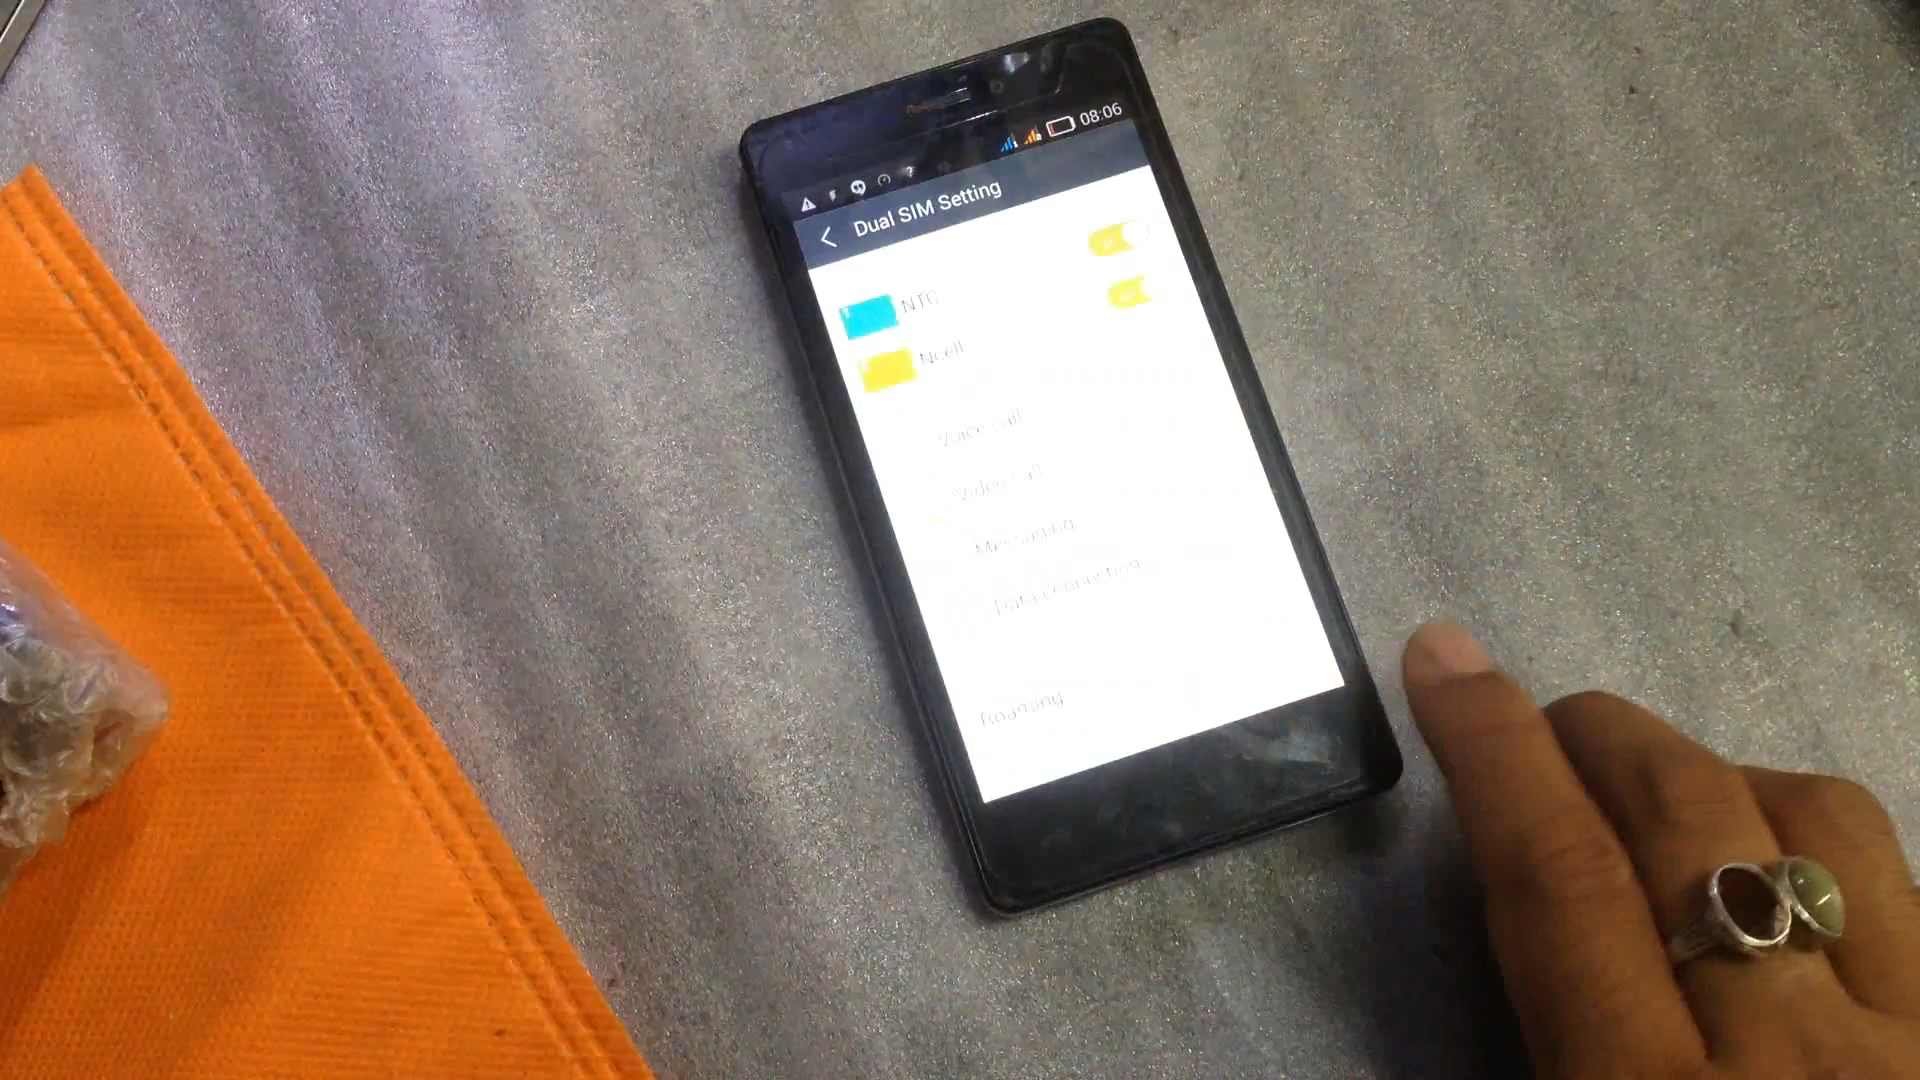 08:06
Dual SIM Setting
NTC
Ncell
Voice call
Video call
Messaging
Data connection
Roaming